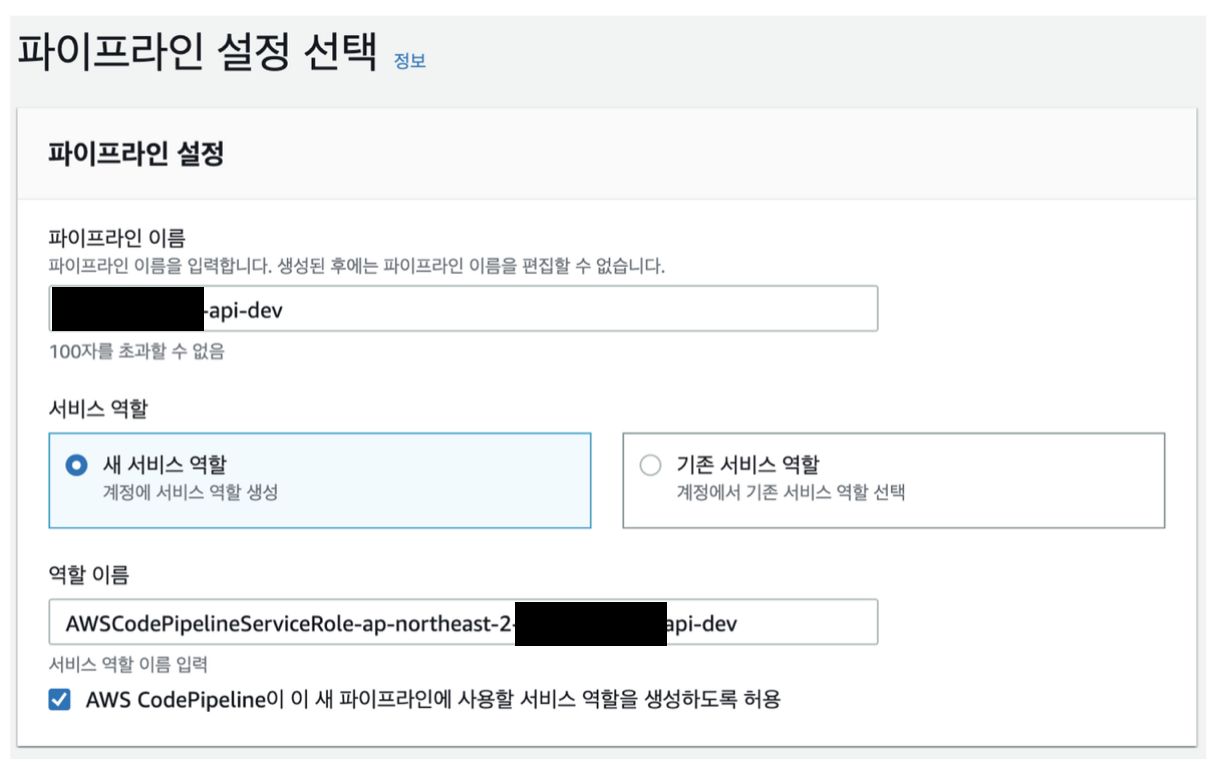 파이프라인 설정 선택 정보
파이프라인 설정
파이프라인 이름
파이프라인 이름을 입력합니다. 생성된 후에는 파이프라인 이름을 편집할 수 없습니다.
-api-dev
100자를 초과할 수 없음
서비스 역할
새 서비스 역할
계정에 서비스 역할 생성
기존 서비스 역할
계정에서 기존 서비스 역할 선택
역할 이름
AWSCodePipelineServiceRole-ap-northeast-2- api-dev
서비스 역할 이름 입력
AWS CodePipeline이 이 새 파이프라인에 사용할 서비스 역할을 생성하도록 허용